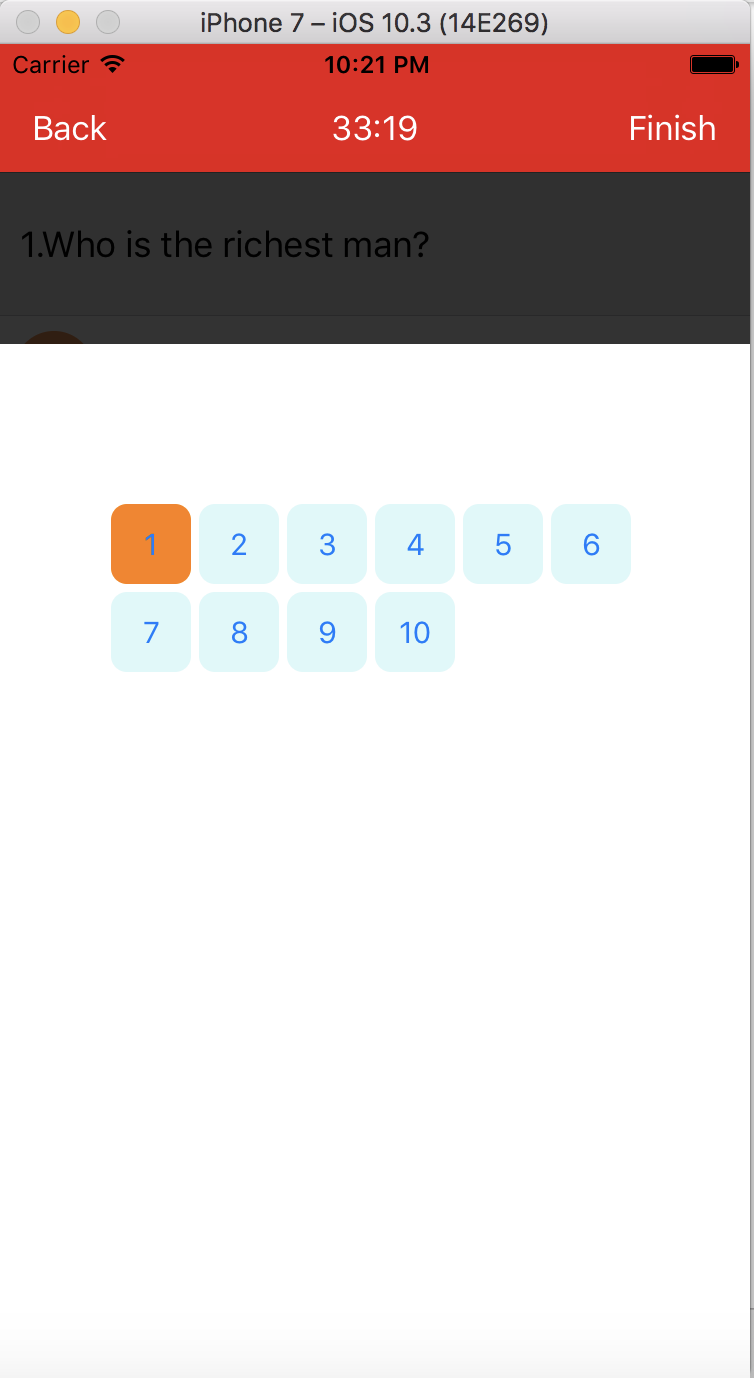 iPhone 7 – iOS 10.3 (14E269)
Carrier 10:21 PM
Back 33:19 Finish
1.Who is the richest man?
1 2 3 4 5 6
7 8 9 10